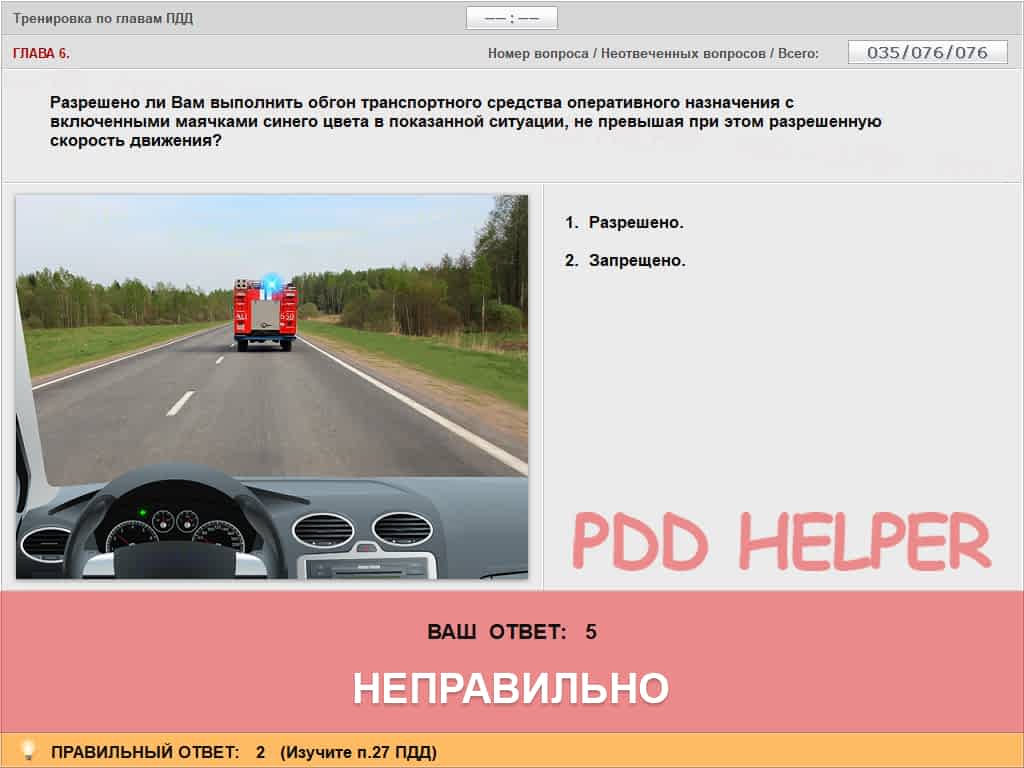 Тренировка по главам ПДД
—— : ——
ГЛАВА 6.
Номер вопроса / Неотвеченных вопросов / Всего: 035/076/076
Разрешено ли Вам выполнить обгон транспортного средства оперативного назначения с
включенными маячками синего цвета в показанной ситуации, не превышая при этом разрешенную
скорость движения?
1. Разрешено.
2. Запрещено.
PDD HELPER
ВАШ ОТВЕТ: 5
НЕПРАВИЛЬНО
ПРАВИЛЬНЫЙ ОТВЕТ: 2 (Изучите п.27 ПДД)